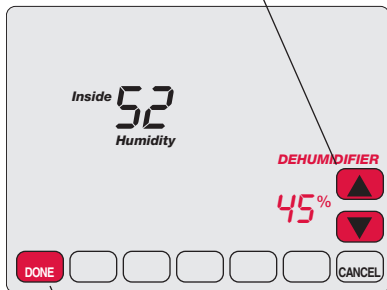 Inside 52
Humidity
DEHUMIDIFIER
45%
DONE
CANCEL